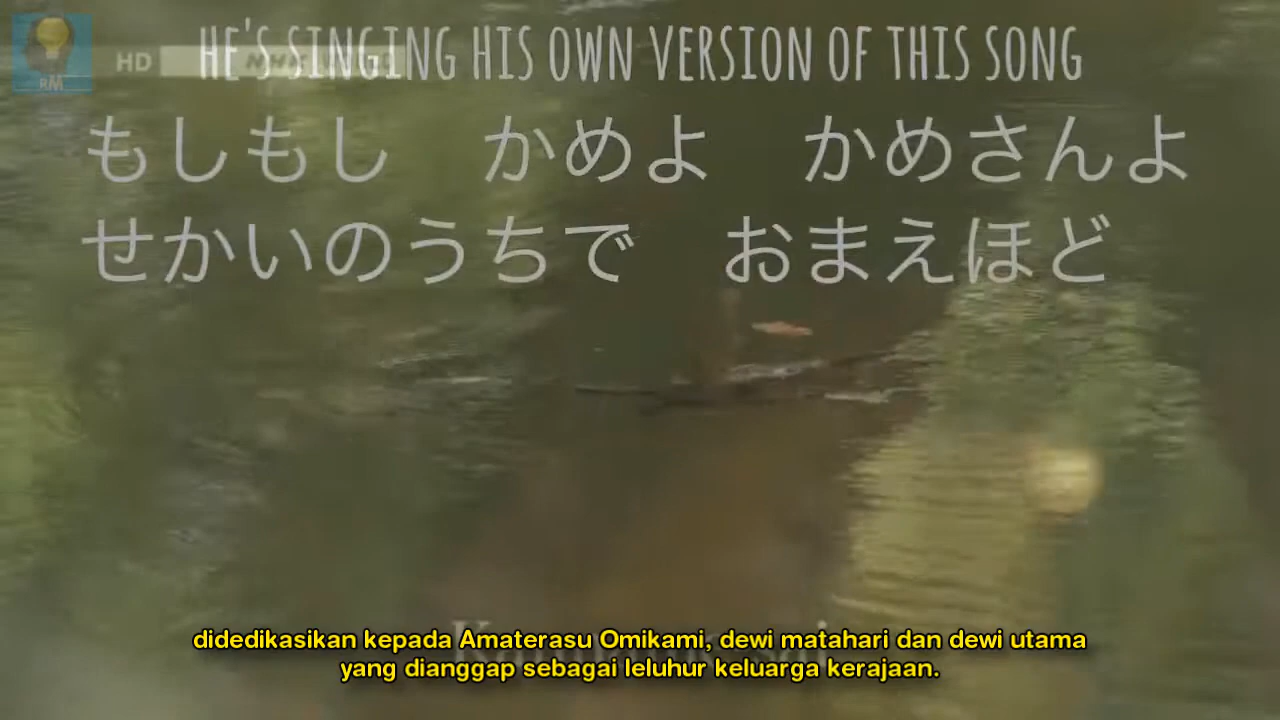 HE'S SINGING HIS OWN VERSION OF THIS SONG
HD
RM
もしもし かめよ かめさんよ
せかいのうちで おまえほど
didedikasikan kepada Amaterasu Omikami, dewi matahari dan dewi utama
yang dianggap sebagai leluhur keluarga kerajaan.